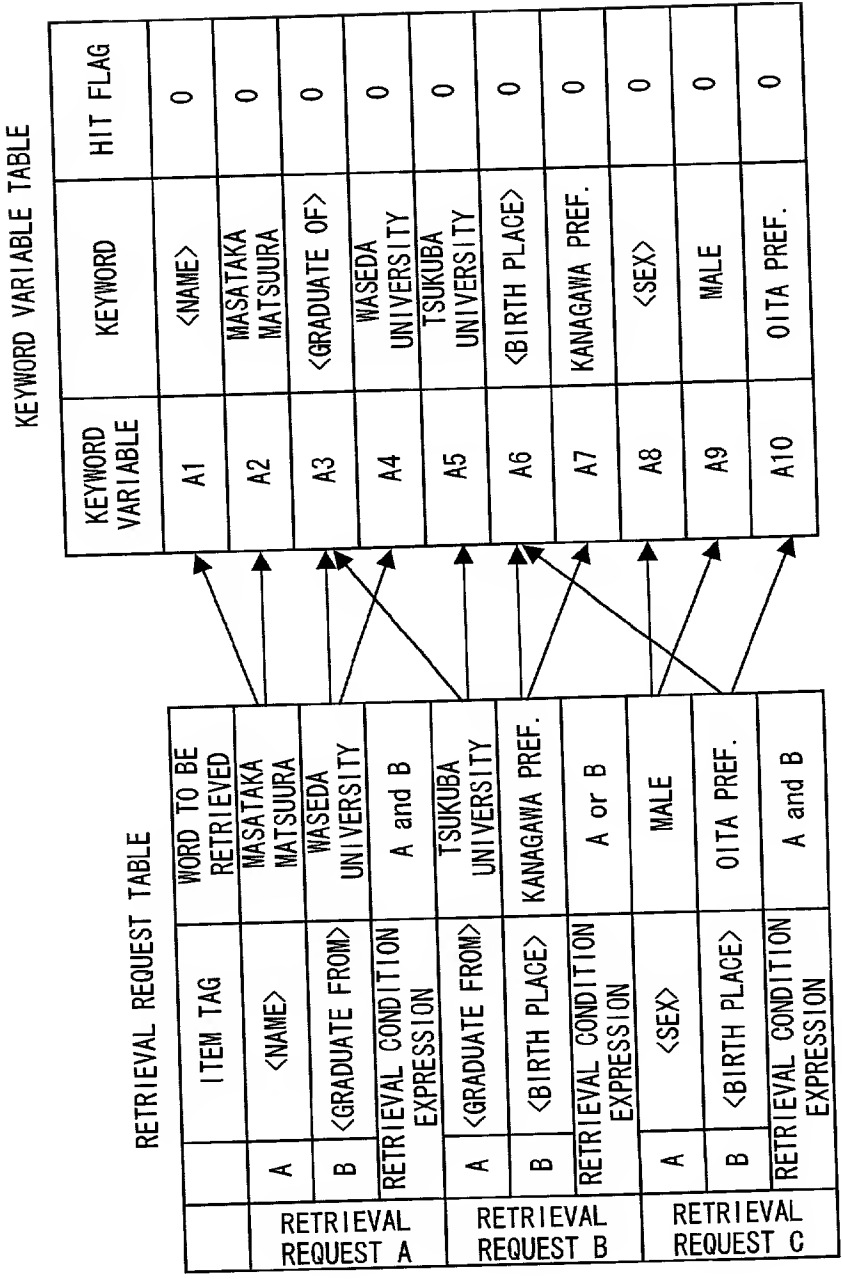 RETRIEVAL REQUEST TABLE
ITEM TAG
WORD TO BE
RETRIEVED
RETRIEVAL
REQUEST A
A
<NAME>
MASATAKA
MATSUURA
B
<GRADUATE FROM>
WASEDA
UNIVERSITY
RETRIEVAL CONDITION
EXPRESSION
A and B
RETRIEVAL
REQUEST B
A
<GRADUATE FROM>
TSUKUBA
UNIVERSITY
B
<BIRTH PLACE>
KANAGAWA PREF.
RETRIEVAL CONDITION
EXPRESSION
A or B
RETRIEVAL
REQUEST C
A
<SEX>
MALE
B
<BIRTH PLACE>
OITA PREF.
RETRIEVAL CONDITION
EXPRESSION
A and B
KEYWORD VARIABLE TABLE
KEYWORD
VARIABLE
KEYWORD
HIT FLAG
A1
<NAME>
0
A2
MASATAKA
MATSUURA
0
A3
<GRADUATE OF>
0
A4
WASEDA
UNIVERSITY
0
A5
TSUKUBA
UNIVERSITY
0
A6
<BIRTH PLACE>
0
A7
KANAGAWA PREF.
0
A8
<SEX>
0
A9
MALE
0
A10
OITA PREF.
0